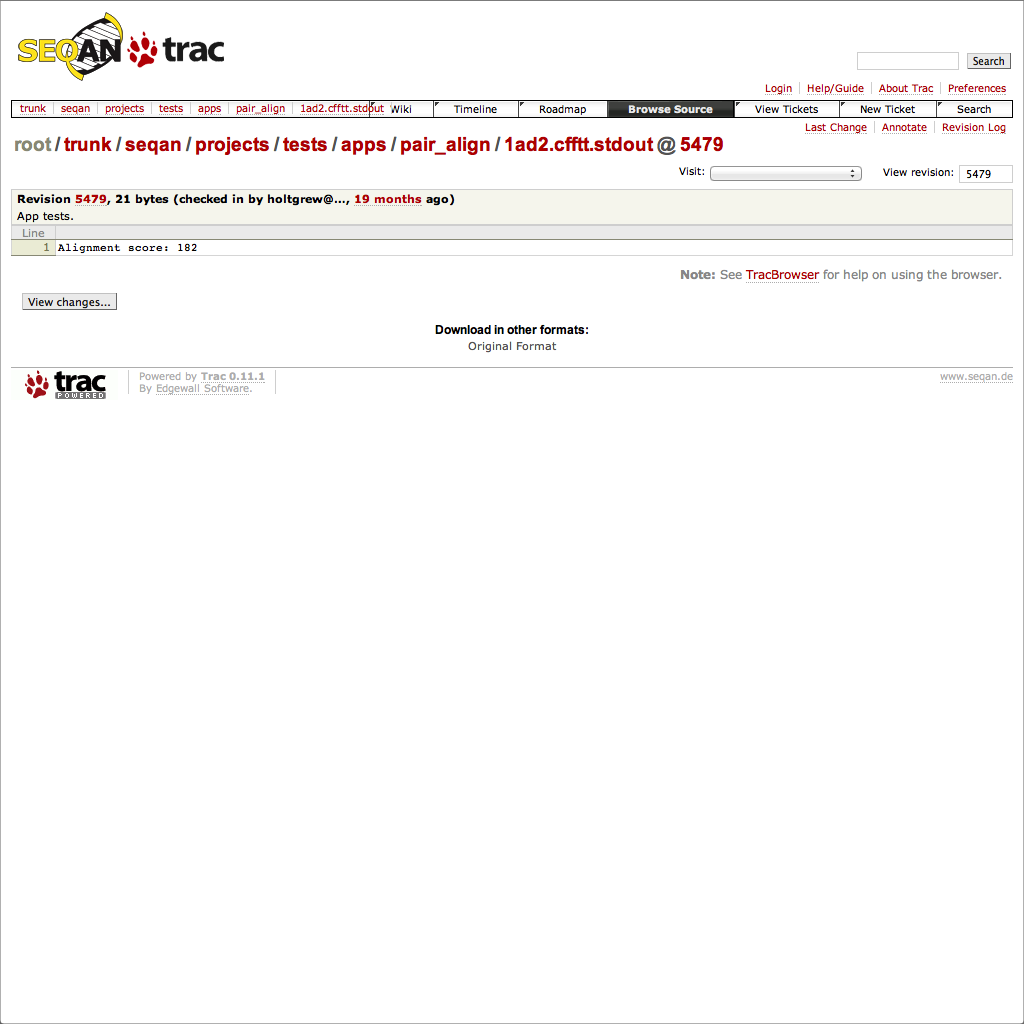 SEQAN trac
Search
Login Help/Guide About Trac Preferences
trunk seqan projects tests apps pair_align 1ad2.cfftt.stdout Wiki Timeline Roadmap Browse Source View Tickets New Ticket Search
Last Change Annotate Revision Log
root / trunk / seqan / projects / tests / apps / pair_align / 1ad2.cfftt.stdout @ 5479
Visit: View revision: 5479
Revision 5479, 21 bytes (checked in by holtgrew@..., 19 months ago)
App tests.
Line
1 Alignment score: 182
Note: See TracBrowser for help on using the browser.
View changes...
Download in other formats:
Original Format
trac POWERED
Powered by Trac 0.11.1
By Edgewall Software.
www.seqan.de